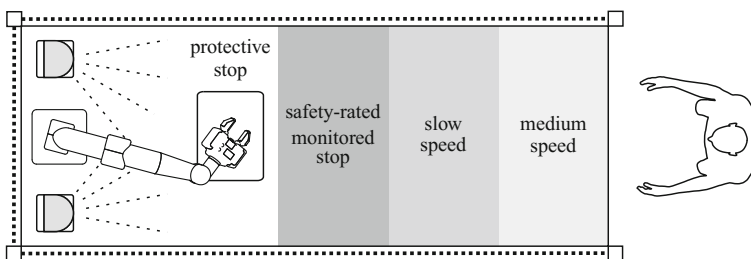 protective
stop
safety-rated
monitored
stop
slow
speed
medium
speed